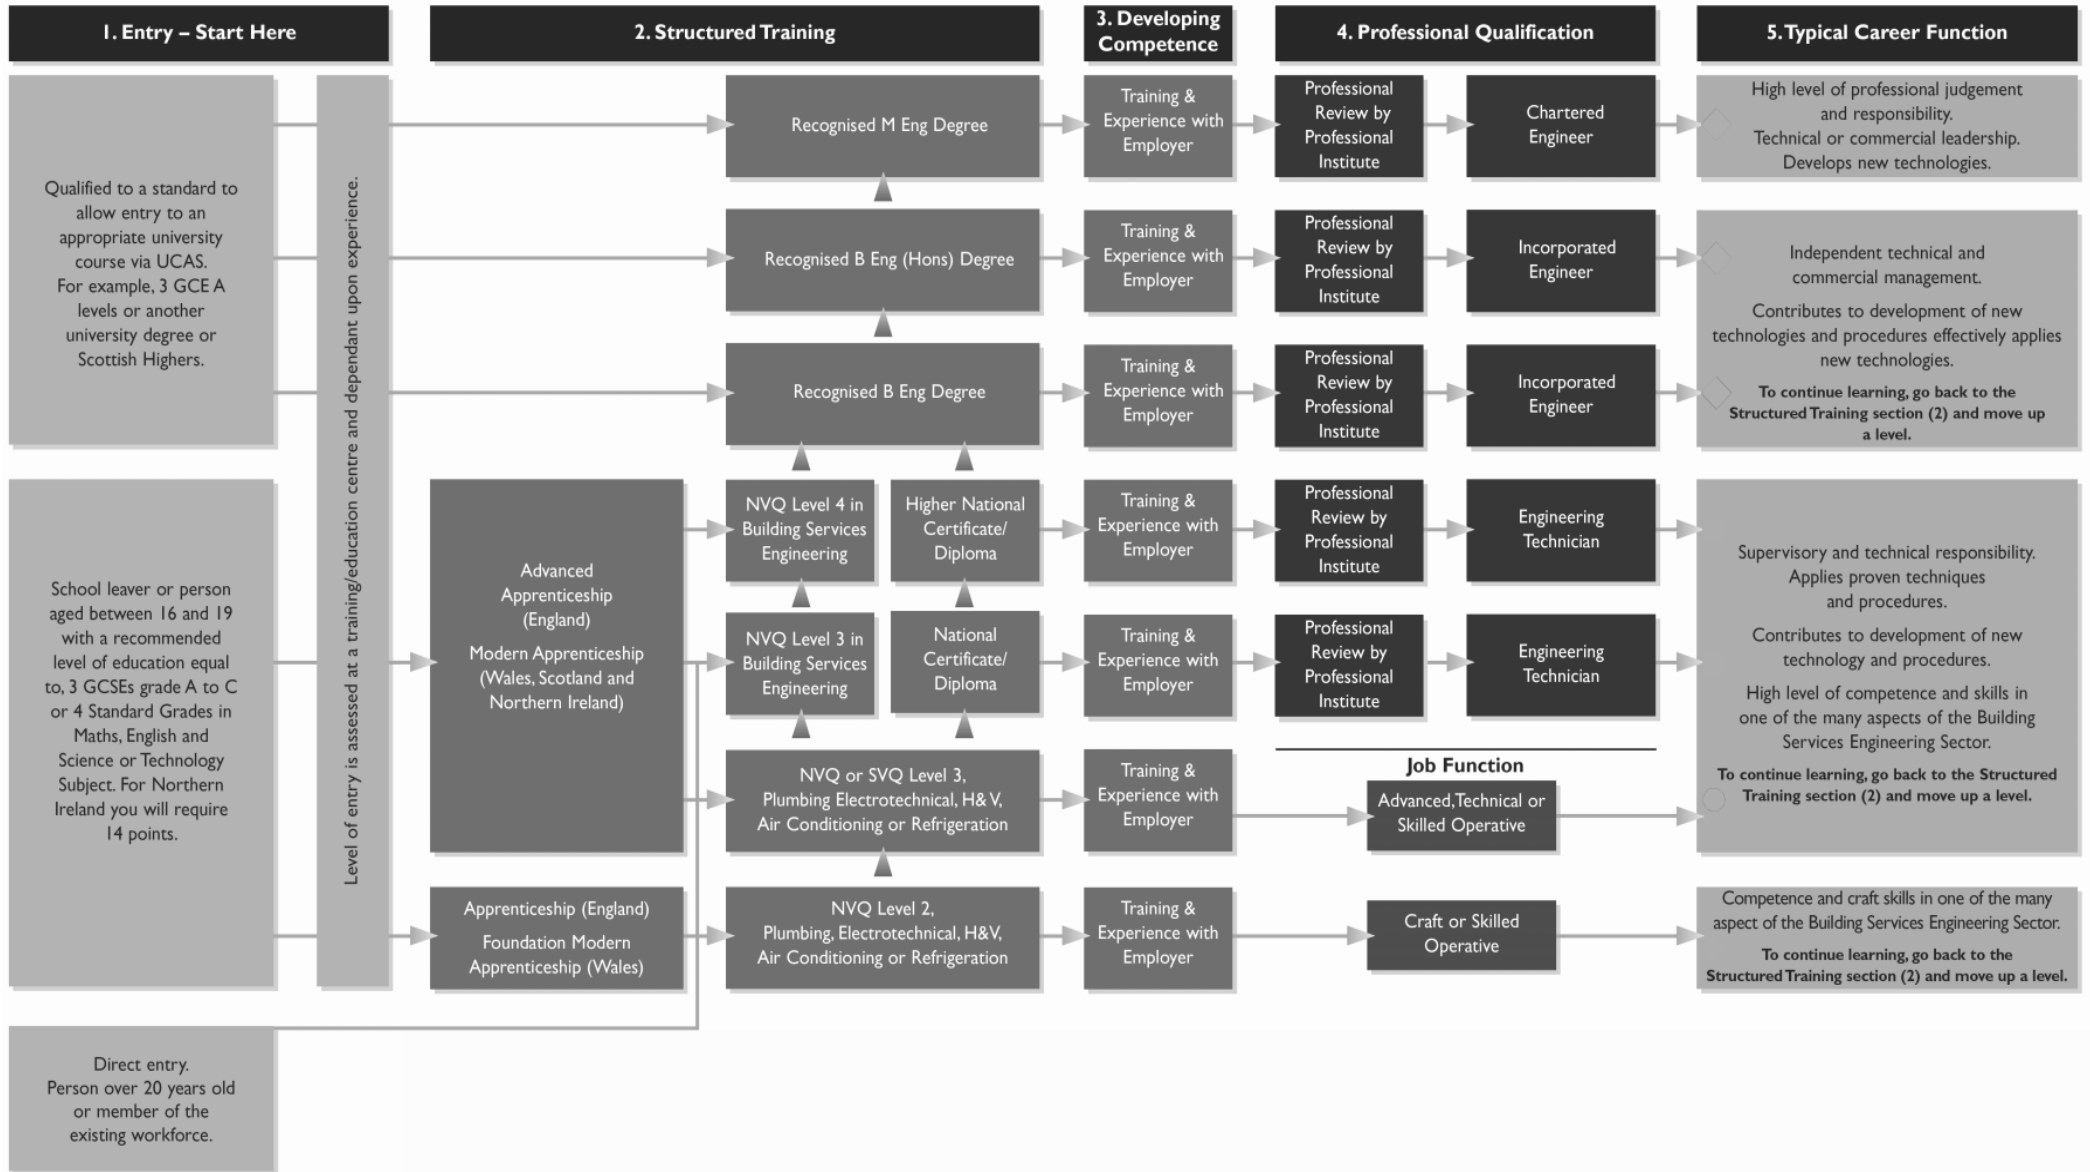 1. Entry – Start Here
2. Structured Training
3. Developing
Competence
4. Professional Qualification
5. Typical Career Function
Qualified to a standard to
allow entry to an
appropriate university
course via UCAS.
For example, 3 GCE A
levels or another
university degree or
Scottish Highers.
School leaver or person
aged between 16 and 19
with a recommended
level of education equal
to, 3 GCSEs grade A to C
or 4 Standard Grades in
Maths, English and
Science or Technology
Subject. For Northern
Ireland you will require
14 points.
Direct entry.
Person over 20 years old
or member of the
existing workforce.
Level of entry is assessed at a training/education centre and dependant upon experience.
Recognised M Eng Degree
Training &
Experience with
Employer
Professional
Review by
Professional
Institute
Chartered
Engineer
High level of professional judgement
and responsibility.
Technical or commercial leadership.
Develops new technologies.
Recognised B Eng (Hons) Degree
Training &
Experience with
Employer
Professional
Review by
Professional
Institute
Incorporated
Engineer
Recognised B Eng Degree
Training &
Experience with
Employer
Professional
Review by
Professional
Institute
Incorporated
Engineer
Independent technical and
commercial management.
Contributes to development of new
technologies and procedures effectively applies
new technologies.
To continue learning, go back to the
Structured Training section (2) and move up
a level.
Advanced
Apprenticeship
(England)
Modern Apprenticeship
(Wales, Scotland and
Northern Ireland)
NVQ Level 4 in
Building Services
Engineering
Higher National
Certificate/
Diploma
Training &
Experience with
Employer
Professional
Review by
Professional
Institute
Engineering
Technician
NVQ Level 3 in
Building Services
Engineering
National
Certificate/
Diploma
Training &
Experience with
Employer
Professional
Review by
Professional
Institute
Engineering
Technician
NVQ or SVQ Level 3,
Plumbing Electrotechnical, H& V,
Air Conditioning or Refrigeration
Training &
Experience with
Employer
Job Function
Advanced, Technical or
Skilled Operative
Supervisory and technical responsibility.
Applies proven techniques
and procedures.
Contributes to development of new
technology and procedures.
High level of competence and skills in
one of the many aspects of the Building
Services Engineering Sector.
To continue learning, go back to the Structured
Training section (2) and move up a level.
Apprenticeship (England)
Foundation Modern
Apprenticeship (Wales)
NVQ Level 2,
Plumbing, Electrotechnical, H&V,
Air Conditioning or Refrigeration
Training &
Experience with
Employer
Craft or Skilled
Operative
Competence and craft skills in one of the many
aspect of the Building Services Engineering Sector.
To continue learning, go back to the
Structured Training section (2) and move up a level.